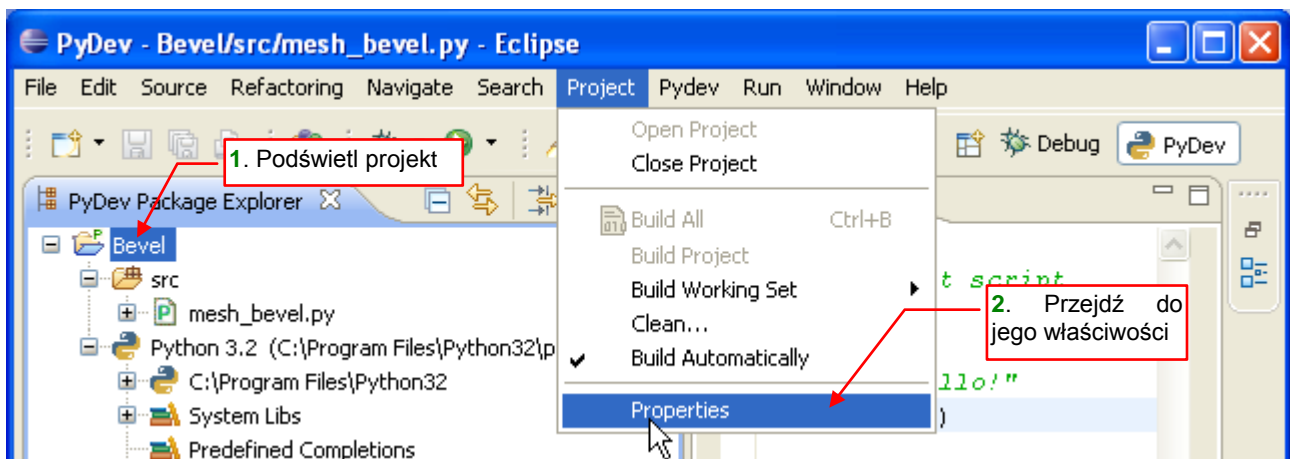 PyDev - Bevel/src/mesh_bevel.py - Eclipse
File Edit Source Refactoring Navigate Search Project Pydev Run Window Help
Open Project
Close Project
Build All Ctrl+B
Build Project
Build Working Set
Clean...
Build Automatically
Properties
1. Podświetl projekt
Debug PyDev
PyDev Package Explorer
Bevel
src
mesh_bevel.py
Python 3.2 (C:\Program Files\Python32\p
C:\Program Files\Python32
System Libs
Predefined Completions
t script
2. Przejdź do
jego właściwości
llo!"
)